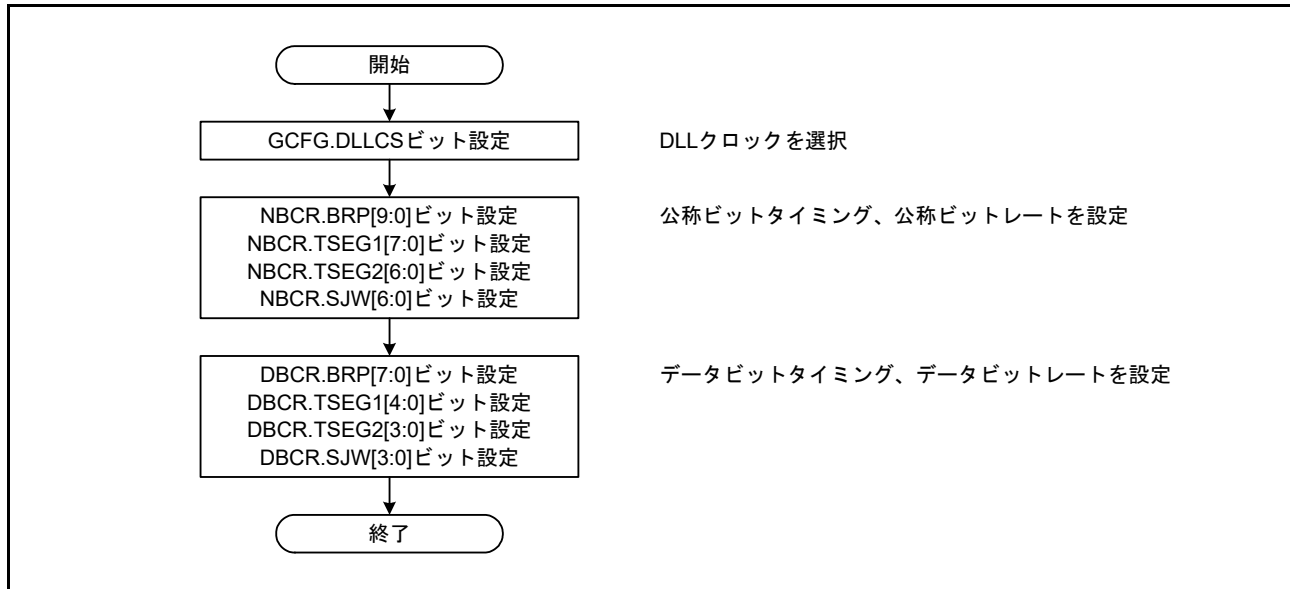 開始
GCFG.DLLCSビット設定
DLLクロックを選択
NBCR.BRP[9:0]ビット設定
公称ビットタイミング、公称ビットレートを設定
NBCR.TSEG1[7:0]ビット設定
NBCR.TSEG2[6:0]ビット設定
NBCR.SJW[6:0]ビット設定
DBCR.BRP[7:0]ビット設定
データビットタイミング、データビットレートを設定
DBCR.TSEG1[4:0]ビット設定
DBCR.TSEG2[3:0]ビット設定
DBCR.SJW[3:0]ビット設定
終了